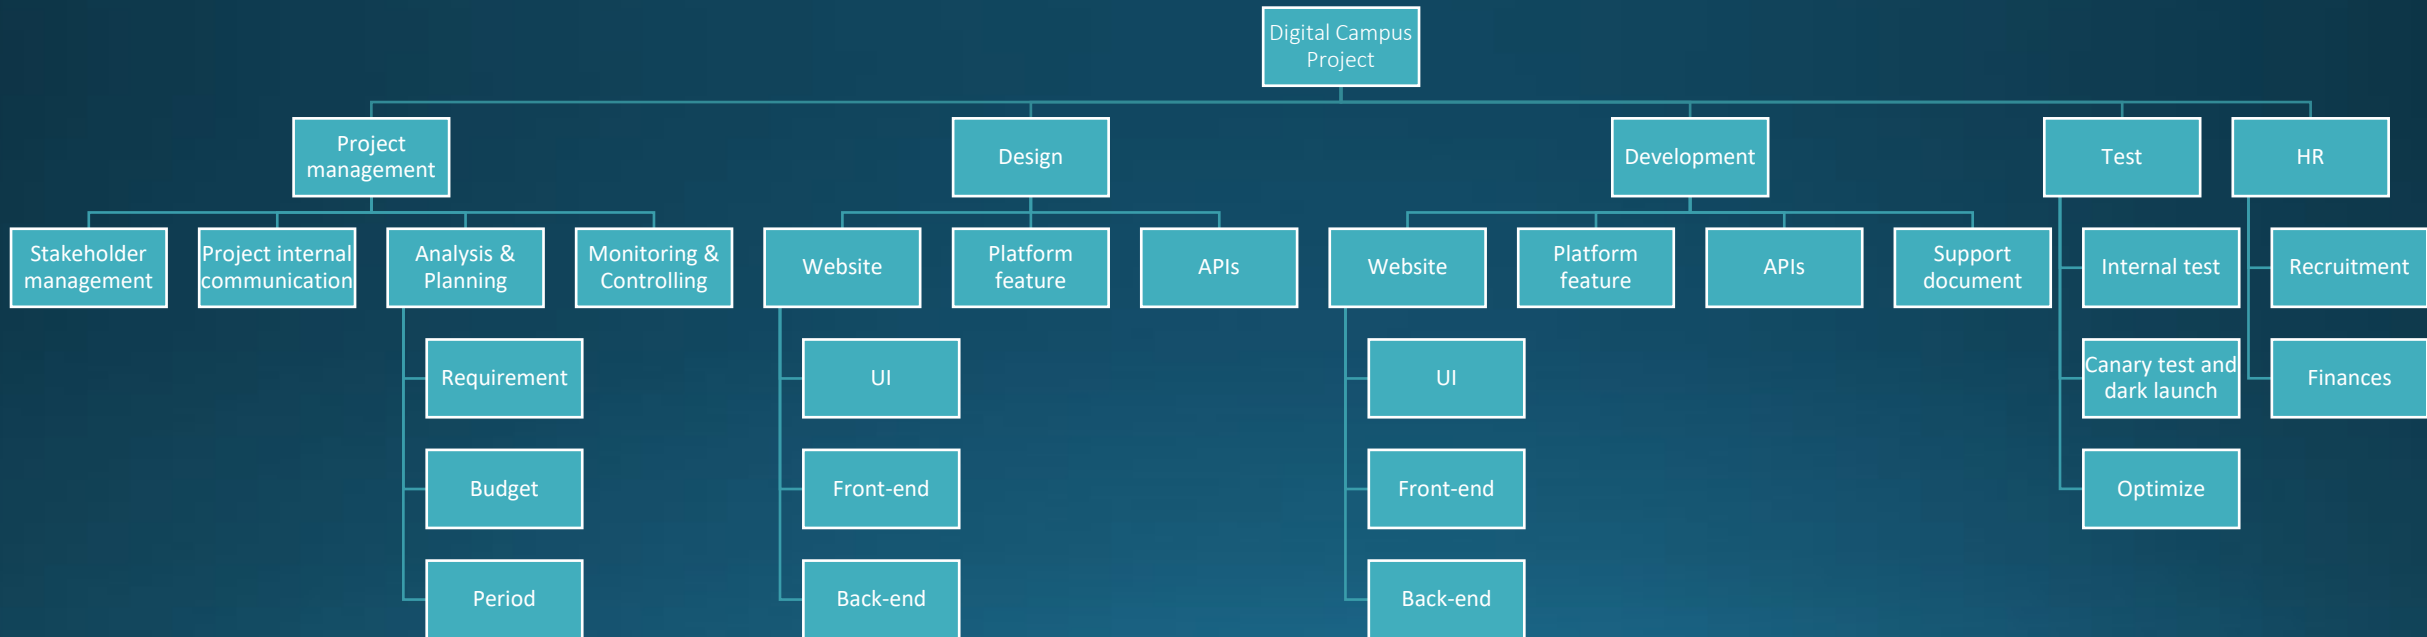 Digital Campus
Project
Project
management
Design
Development
Test
HR
Stakeholder
management
Project internal
communication
Analysis &
Planning
Monitoring &
Controlling
Website
Platform
feature
APIs
Website
Platform
feature
APIs
Support
document
Internal test
Recruitment
Requirement
UI
UI
Canary test and
dark launch
Finances
Budget
Front-end
Front-end
Optimize
Period
Back-end
Back-end